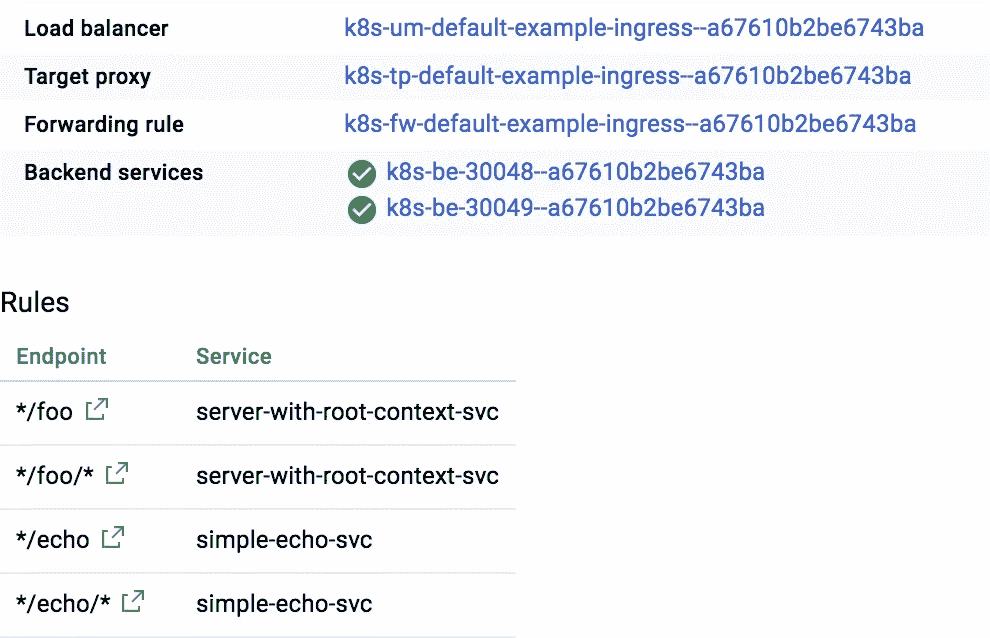 Load balancer k8s-um-default-example-ingress--a67610b2be6743ba
Target proxy k8s-tp-default-example-ingress--a67610b2be6743ba
Forwarding rule k8s-fw-default-example-ingress--a67610b2be6743ba
Backend services k8s-be-30048--a67610b2be6743ba
k8s-be-30049--a67610b2be6743ba
Rules
Endpoint Service
*/foo server-with-root-context-svc
*/foo/* server-with-root-context-svc
*/echo simple-echo-svc
*/echo/* simple-echo-svc